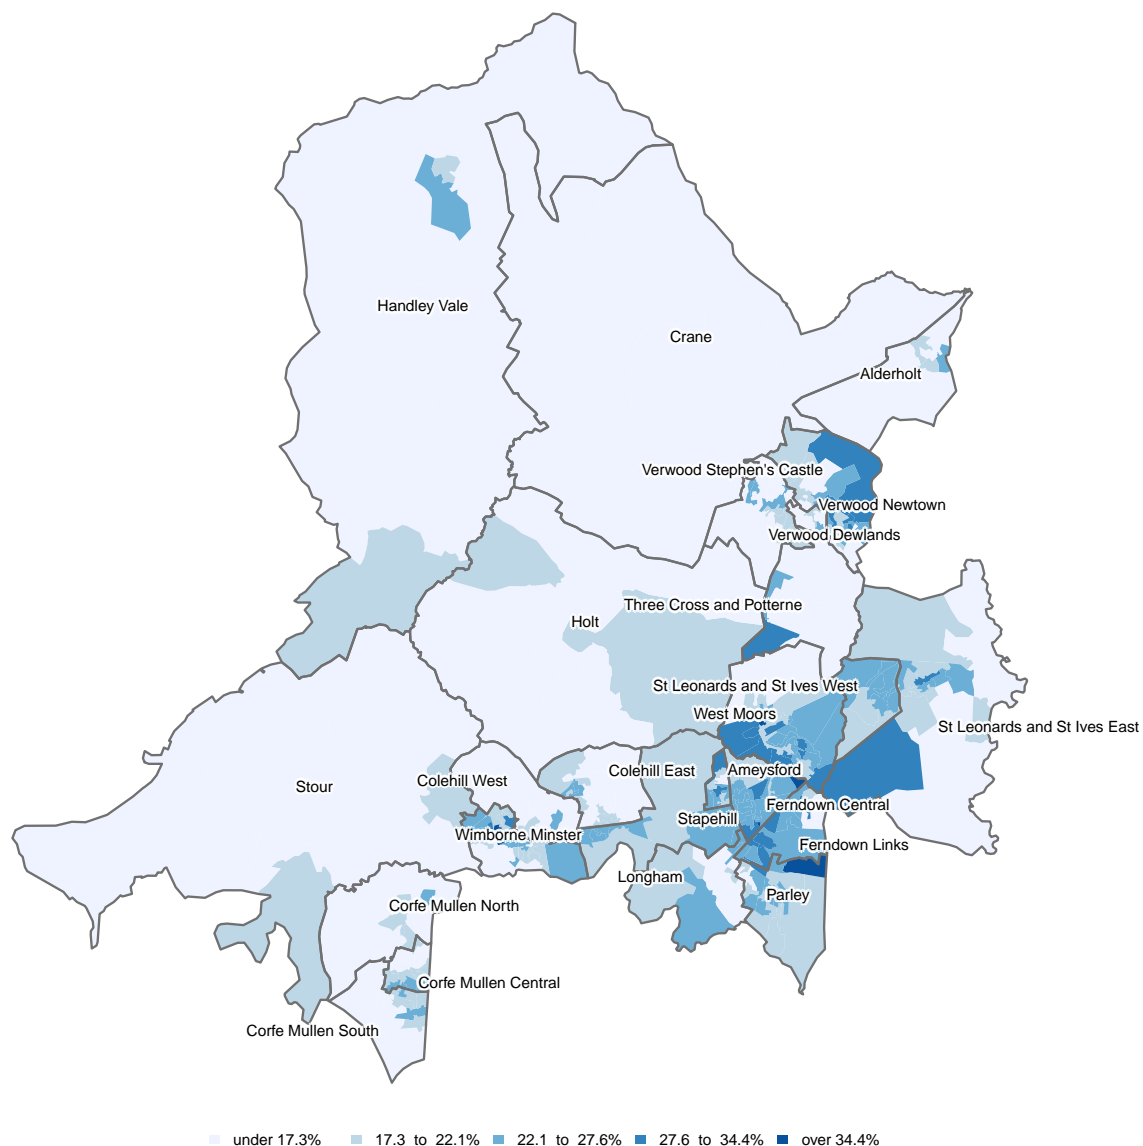 Handley Vale
Crane
Alderholt
Verwood Stephen's Castle
Verwood Newtown
Verwood Dewlands
Three Cross and Potterne
Holt
St Leonards and St Ives West
West Moors
St Leonards and St Ives East
Ameysford
Colehill East
Colehill West
Stour
Ferndown Central
Stapehill
Wimborne Minster
Ferndown Links
Longham
Parley
Corfe Mullen North
Corfe Mullen Central
Corfe Mullen South
under 17.3% 17.3 to 22.1% 22.1 to 27.6% 27.6 to 34.4% over 34.4%